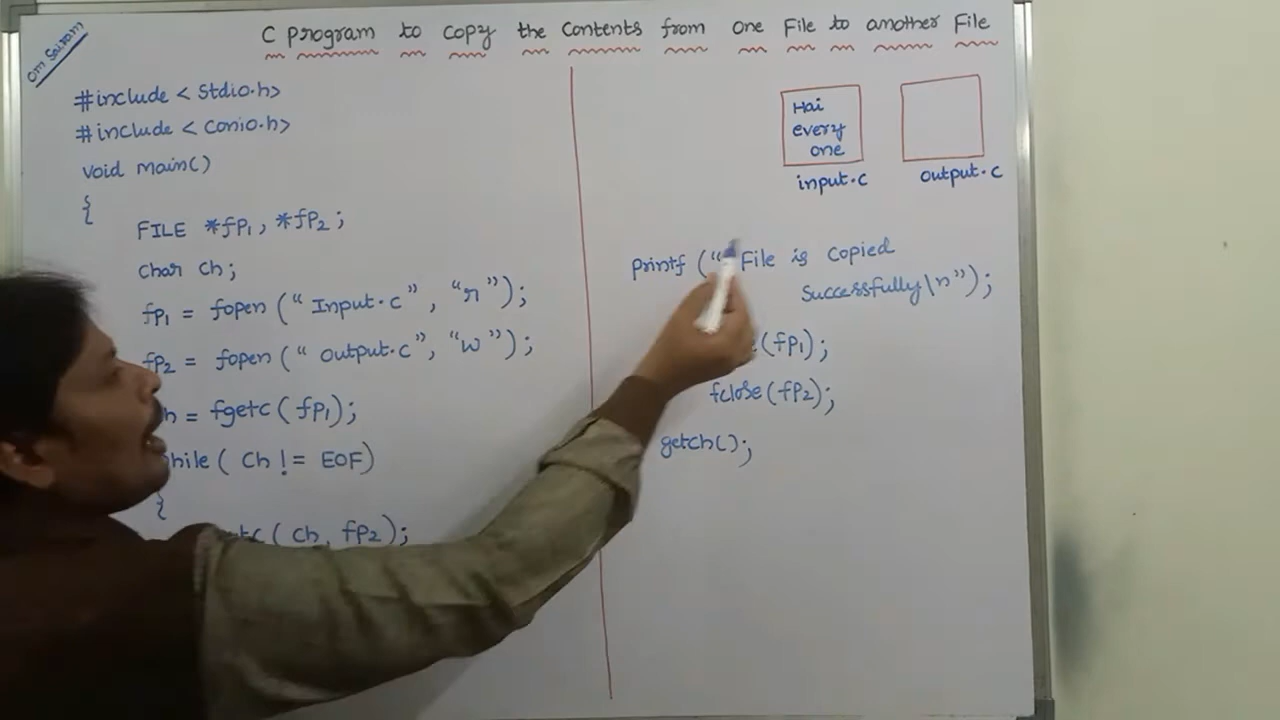 Om Sairam
C program to copy the Contents from one File to another File
#include < Stdio.h>
#include < Conio.h>
void main()
{
FILE *fP1, *fP2 ;
Char Ch;
fP1 = fopen (“ Input.c”, “r”);
fP2 = fopen (“ output.c”, “w”);
h = fgetc ( fP1);
hile ( Ch != EOF)
{
tc ( Ch, fP2);
Hai
every
one
input.c
output.c
printf (“ File is Copied
Successfully\n”);
(fP1);
fclose(fP2);
getch();